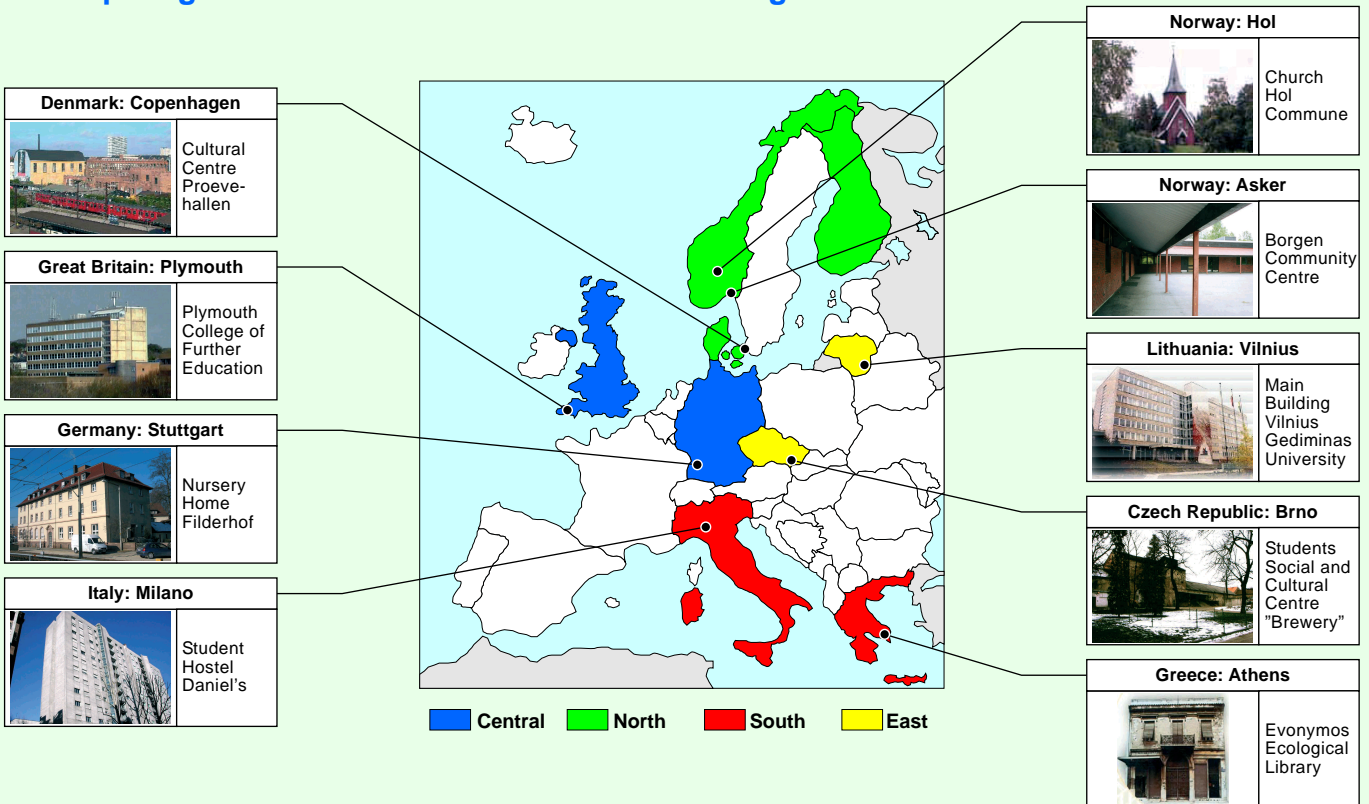 Denmark: Copenhagen
Cultural
Centre
Proeve-
hallen
Great Britain: Plymouth
Plymouth
College of
Further
Education
Germany: Stuttgart
Nursery
Home
Filderhof
Italy: Milano
Student
Hostel
Daniel's
Central
North
South
East
Norway: Hol
Church
Hol
Commune
Norway: Asker
Borgen
Community
Centre
Lithuania: Vilnius
Main
Building
Vilnius
Gediminas
University
Czech Republic: Brno
Students
Social and
Cultural
Centre
"Brewery"
Greece: Athens
Evonymos
Ecological
Library